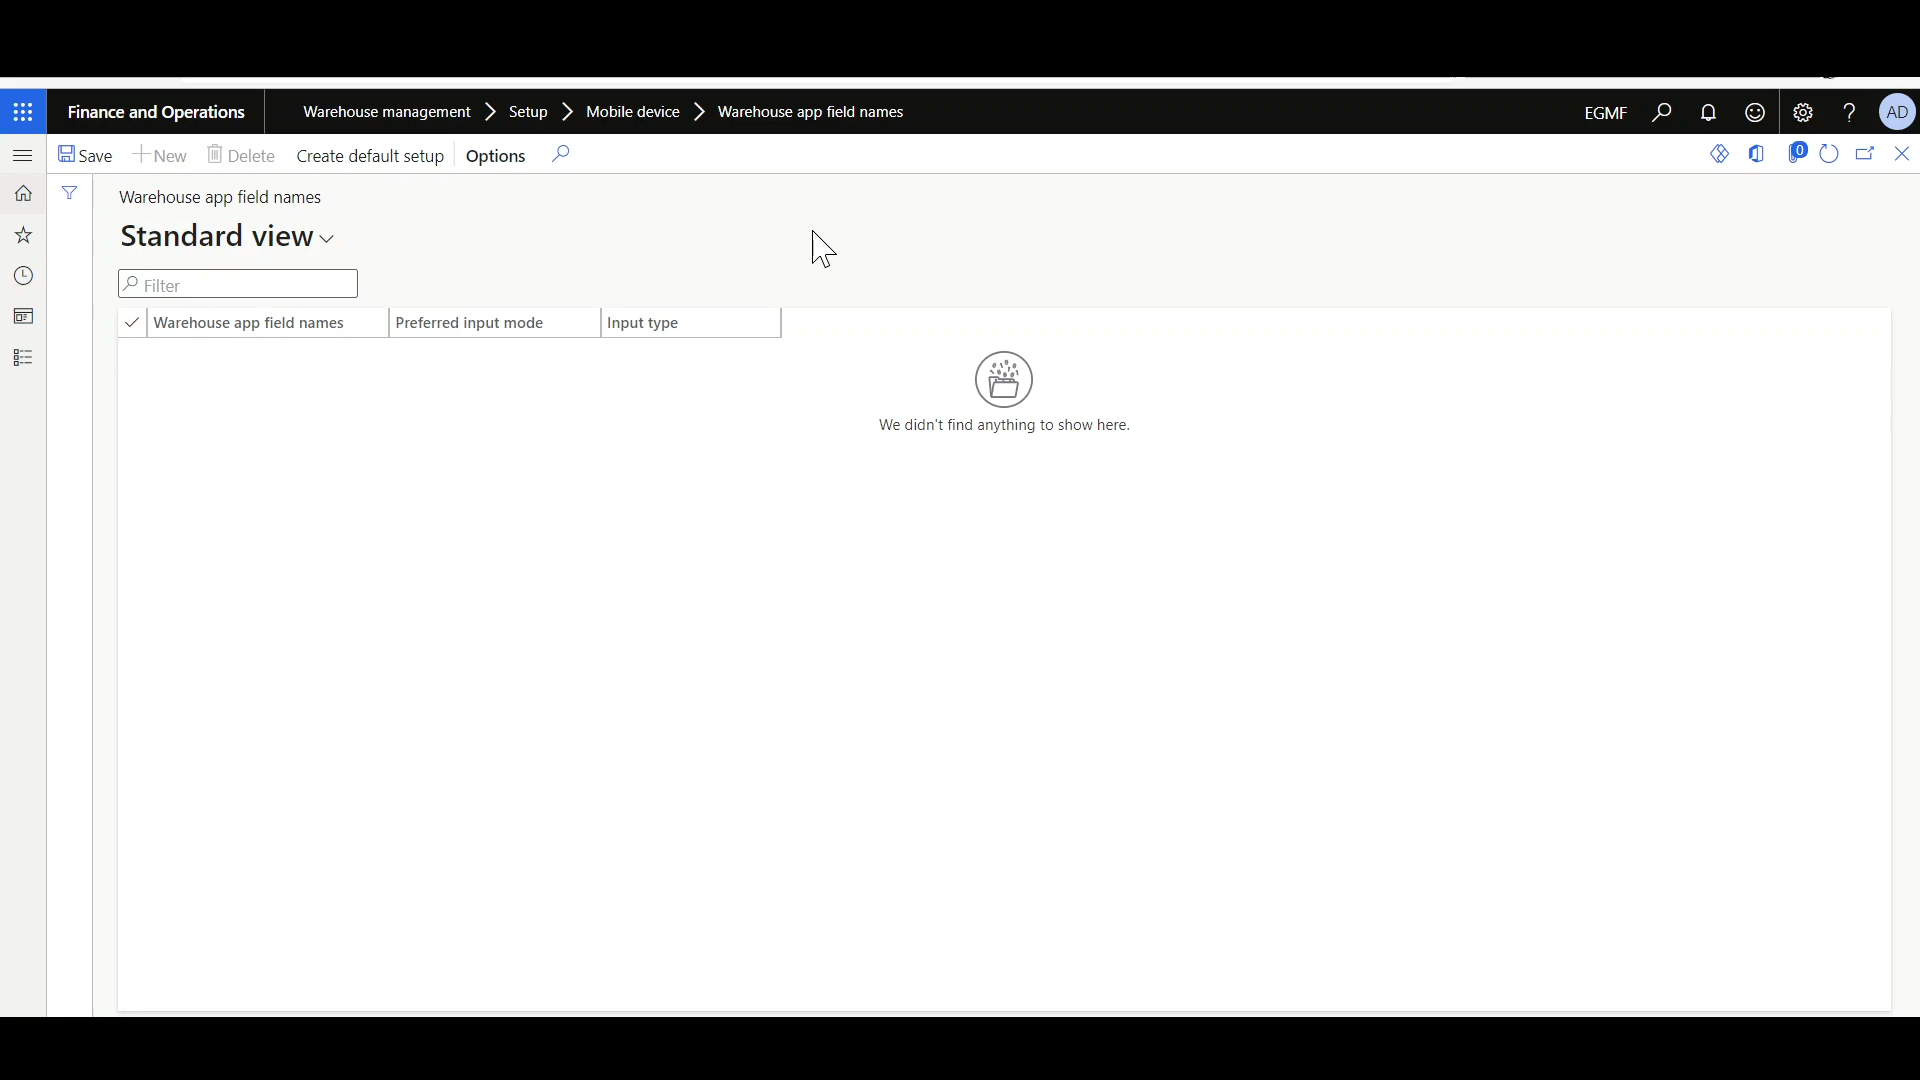 Finance and Operations
Warehouse management Setup Mobile device Warehouse app field names
EGMF
AD
Save New Delete Create default setup Options
0
Warehouse app field names
Standard view
Filter
Warehouse app field names Preferred input mode Input type
We didn't find anything to show here.